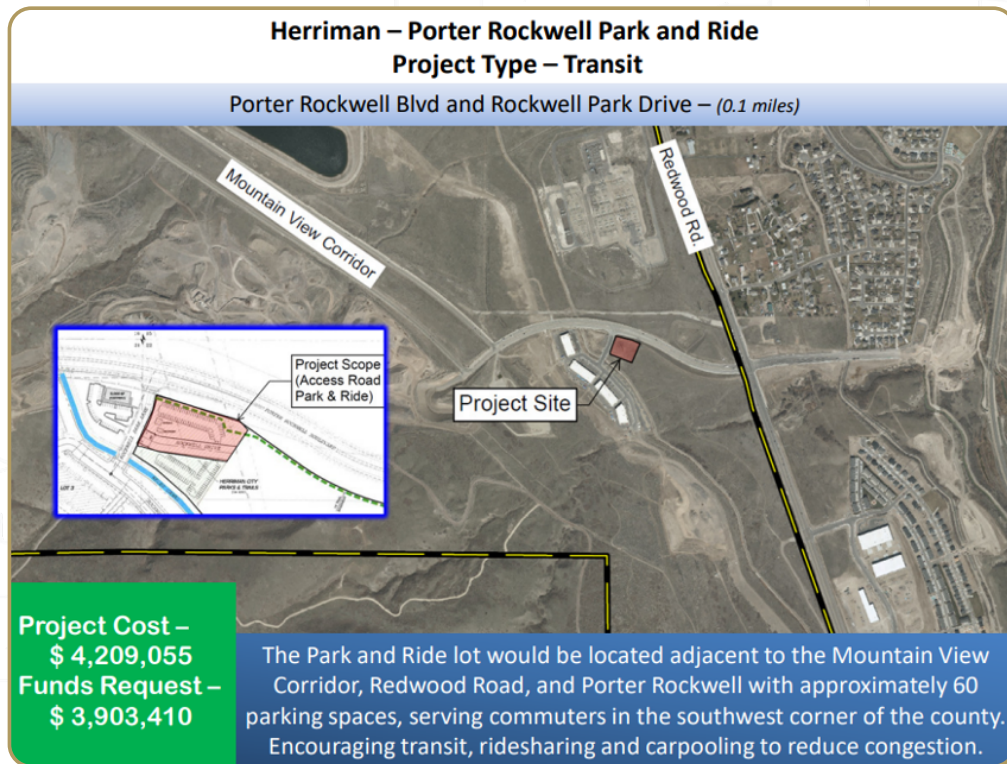 Herriman – Porter Rockwell Park and Ride
Project Type – Transit
Porter Rockwell Blvd and Rockwell Park Drive – (0.1 miles)
Mountain View Corridor
Redwood Rd.
Project Scope
(Access Road
Park & Ride)
Project Site
LOT 3
HERRIMAN CITY
PARKS & TRAILS
Project Cost –
$ 4,209,055
Funds Request –
$ 3,903,410
The Park and Ride lot would be located adjacent to the Mountain View
Corridor, Redwood Road, and Porter Rockwell with approximately 60
parking spaces, serving commuters in the southwest corner of the county.
Encouraging transit, ridesharing and carpooling to reduce congestion.